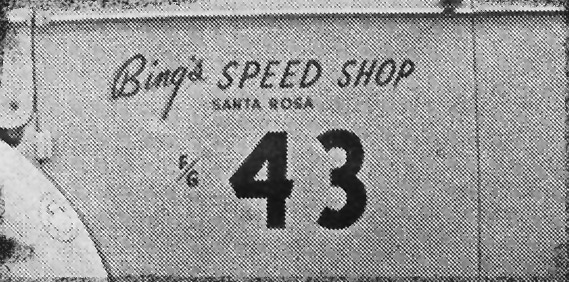 Bing's SPEED SHOP
SANTA ROSA
F/G 43